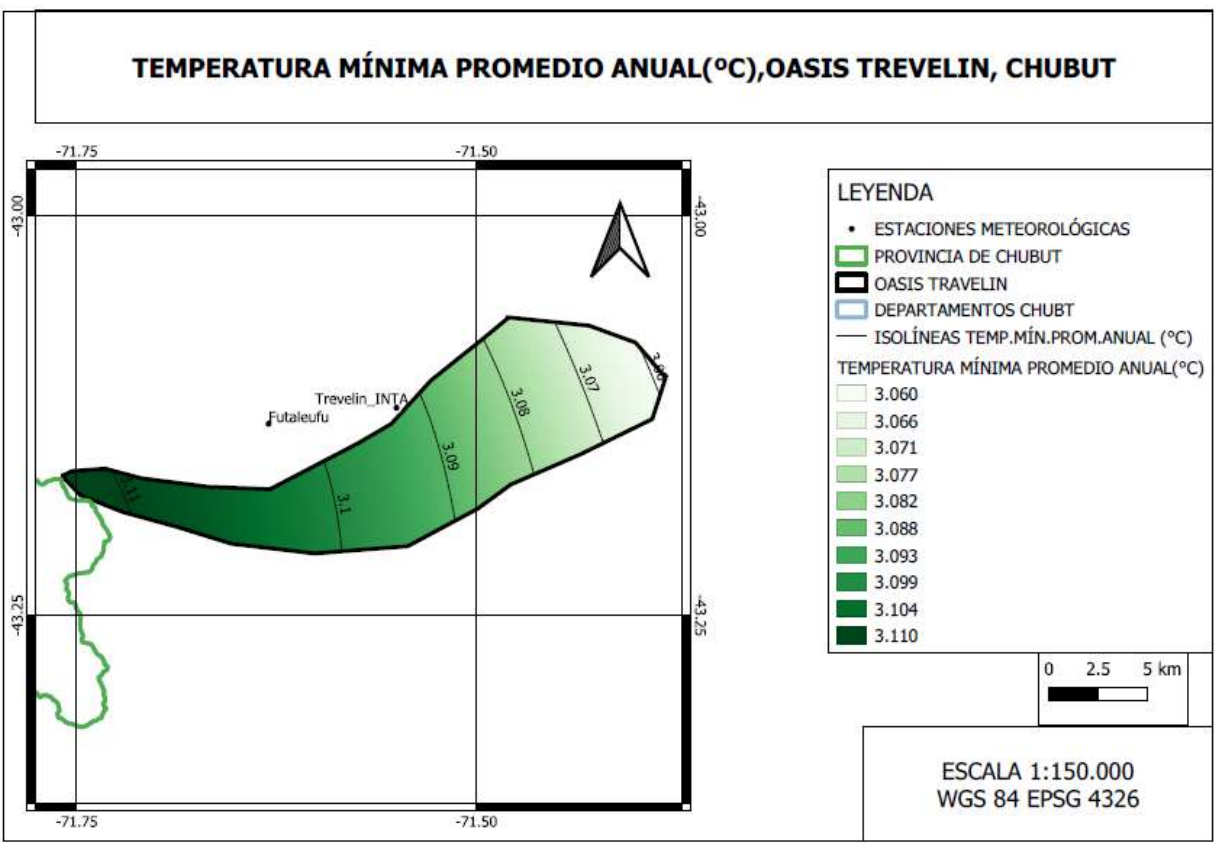 TEMPERATURA MÍNIMA PROMEDIO ANUAL(ºC),OASIS TREVELIN, CHUBUT
-71.75
-71.50
-43.00
-43.00
3.06
3.07
3.08
Trevelin_INTA
Futaleufu
3.09
3.11
3.1
-43.25
-43.25
-71.75
-71.50
LEYENDA
ESTACIONES METEOROLÓGICAS
PROVINCIA DE CHUBUT
OASIS TRAVELIN
DEPARTAMENTOS CHUBT
ISOLÍNEAS TEMP.MÍN.PROM.ANUAL (ºC)
TEMPERATURA MÍNIMA PROMEDIO ANUAL(ºC)
3.060
3.066
3.071
3.077
3.082
3.088
3.093
3.099
3.104
3.110
0 2.5 5 km
ESCALA 1:150.000
WGS 84 EPSG 4326